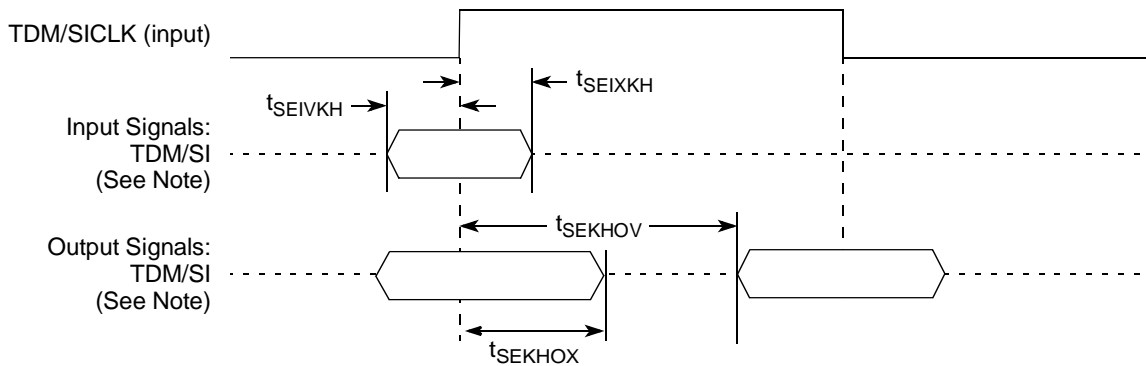 TDM/SICLK (input)
tSEIXKH
tSEIVKH
Input Signals:
TDM/SI
(See Note)
tSEKHOV
Output Signals:
TDM/SI
(See Note)
tSEKHOX